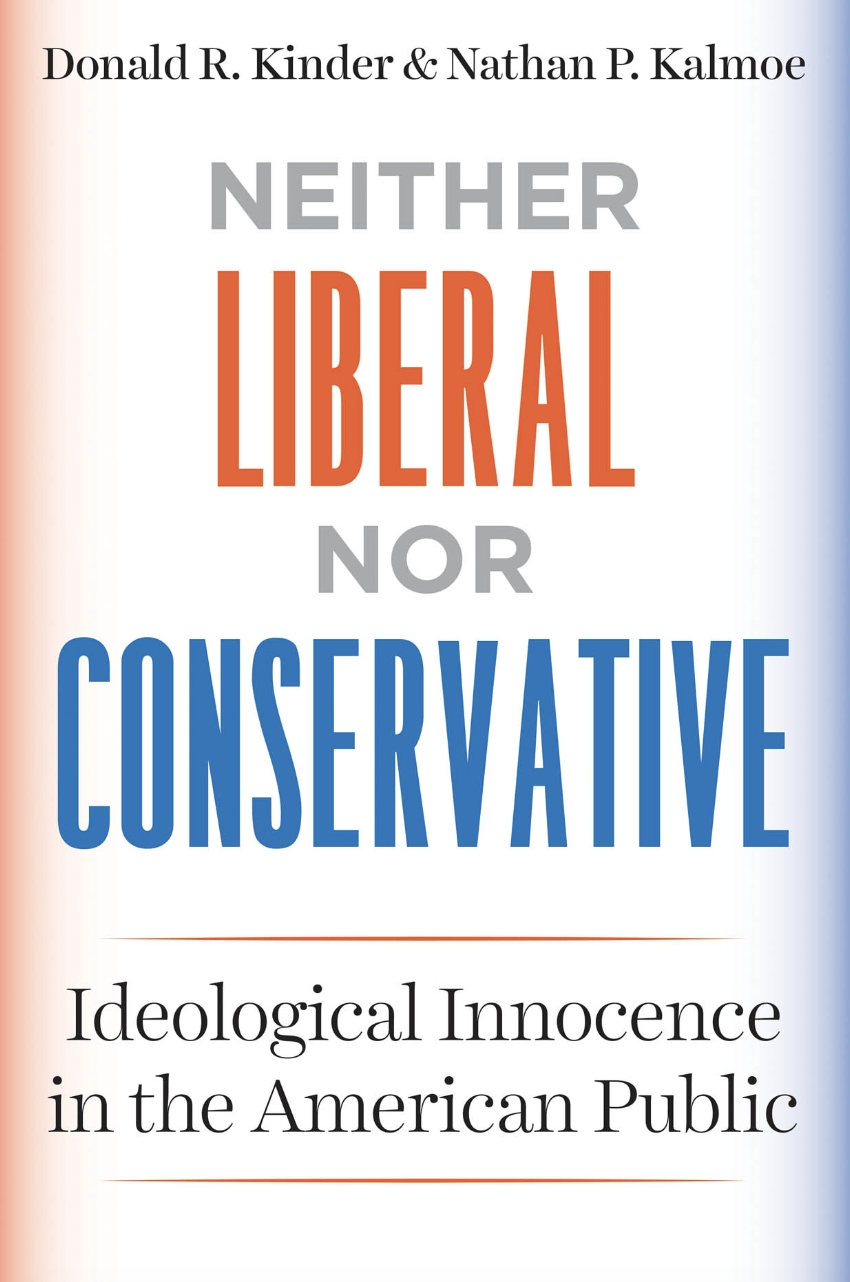 Donald R. Kinder & Nathan P. Kalmoe
NEITHER
LIBERAL
NOR
CONSERVATIVE
Ideological Innocence
in the American Public